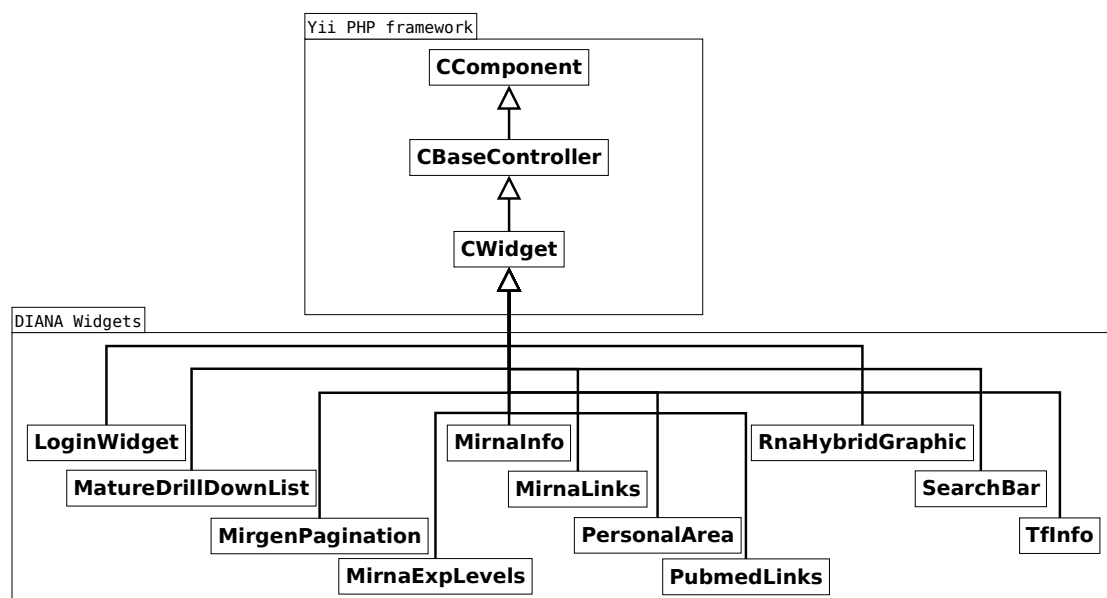 Yii PHP framework
CComponent
CBaseController
CWidget
DIANA Widgets
LoginWidget
MirnaInfo
RnaHybridGraphic
MatureDrillDownList
MirnaLinks
SearchBar
MirgenPagination
PersonalArea
TfInfo
MirnaExpLevels
PubmedLinks